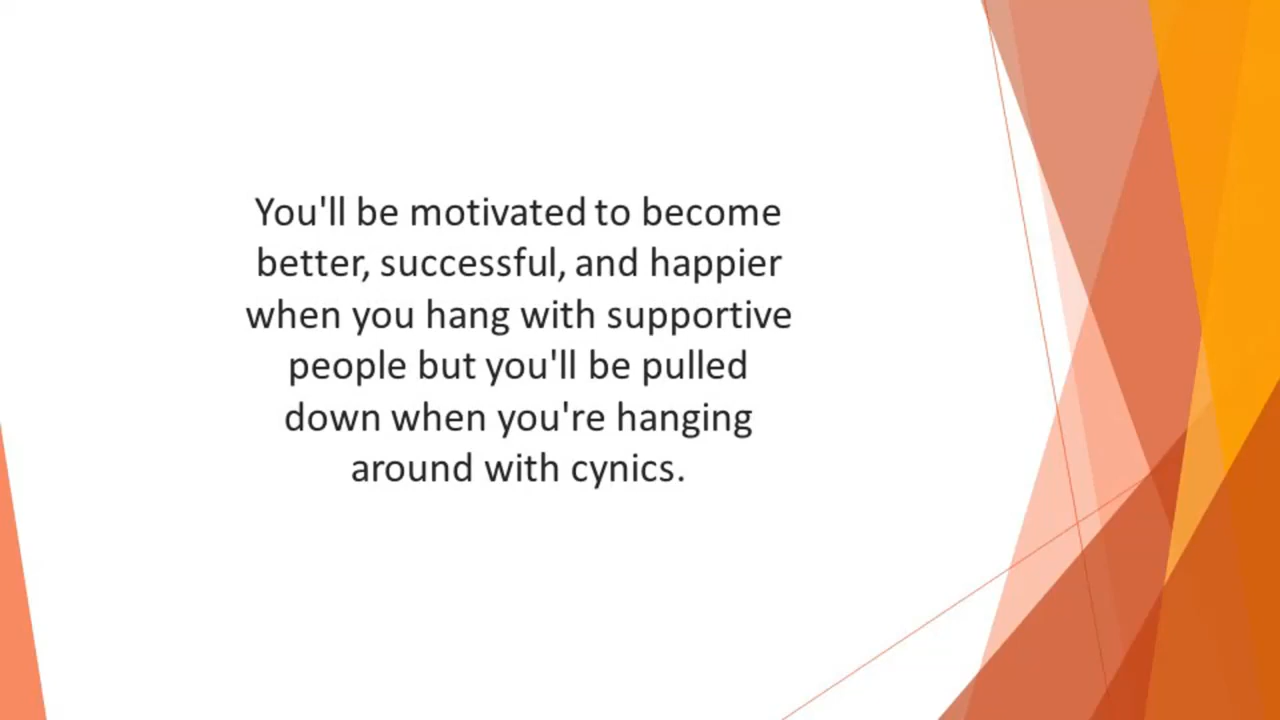 You'll be motivated to become
better, successful, and happier
when you hang with supportive
people but you'll be pulled
down when you're hanging
around with cynics.